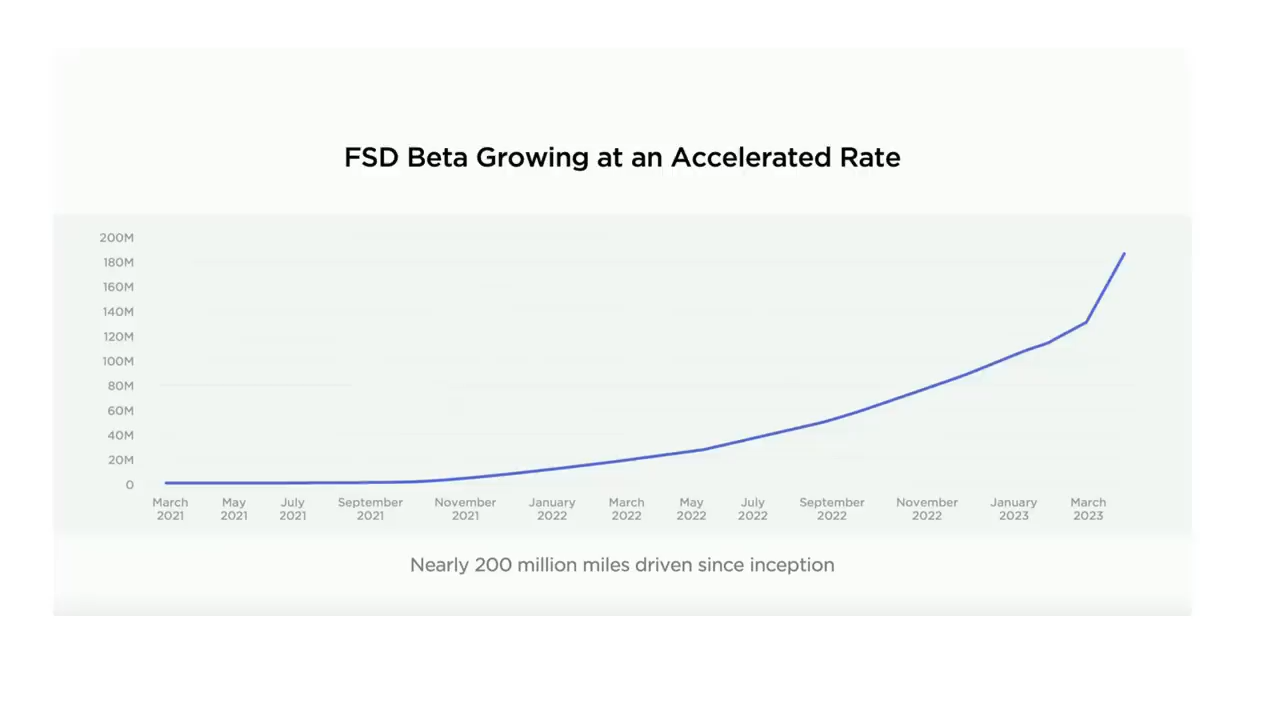 FSD Beta Growing at an Accelerated Rate
200M
180M
160M
140M
120M
100M
80M
60M
40M
20M
0
March May July September November January March May July September November January March
2021 2021 2021 2021 2021 2022 2022 2022 2022 2022 2022 2023 2023
Nearly 200 million miles driven since inception